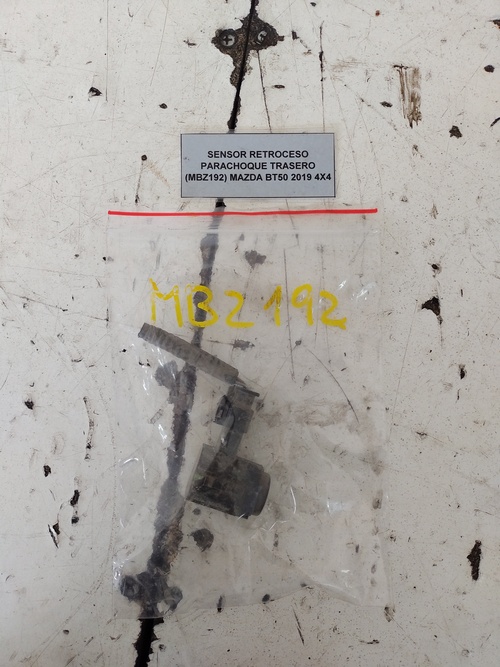 SENSOR RETROCESO
PARACHOQUE TRASERO
(MBZ192) MAZDA BT50 2019 4X4
MBZ192